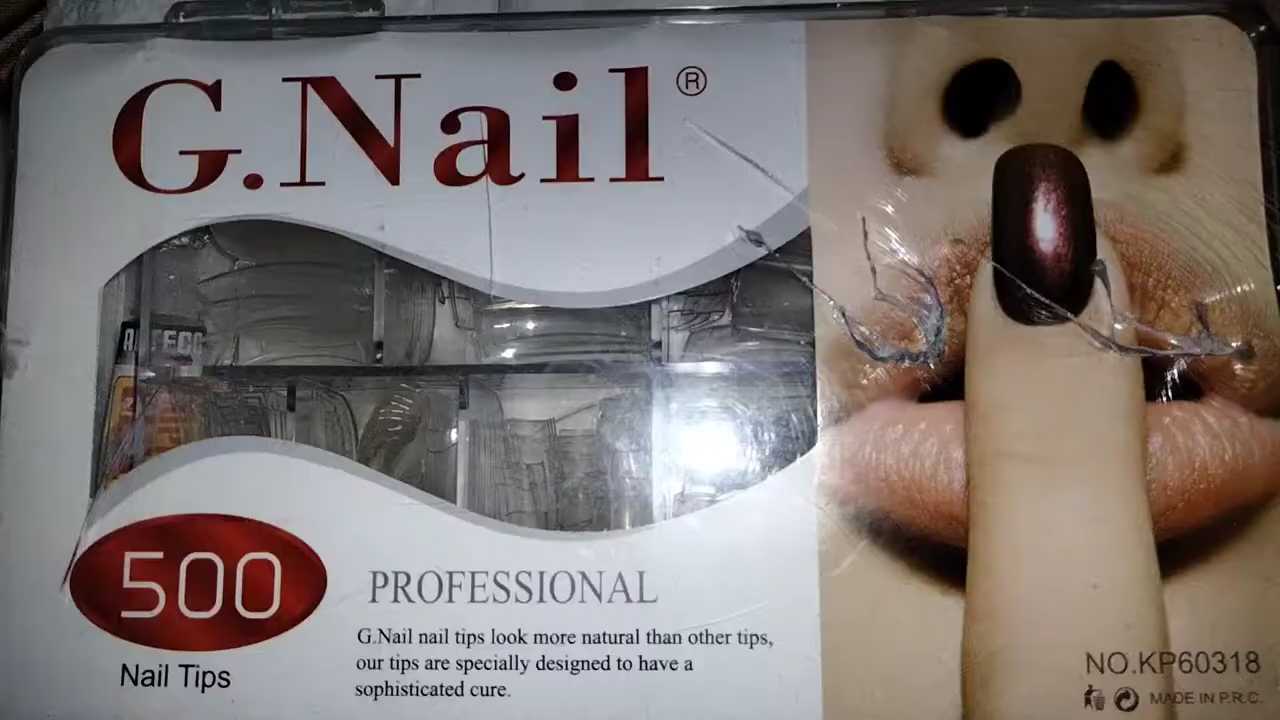 G.Nail ®
500
Nail Tips
PROFESSIONAL
G.Nail nail tips look more natural than other tips,
our tips are specially designed to have a
sophisticated cure.
NO.KP60318
MADE IN P.R.C.